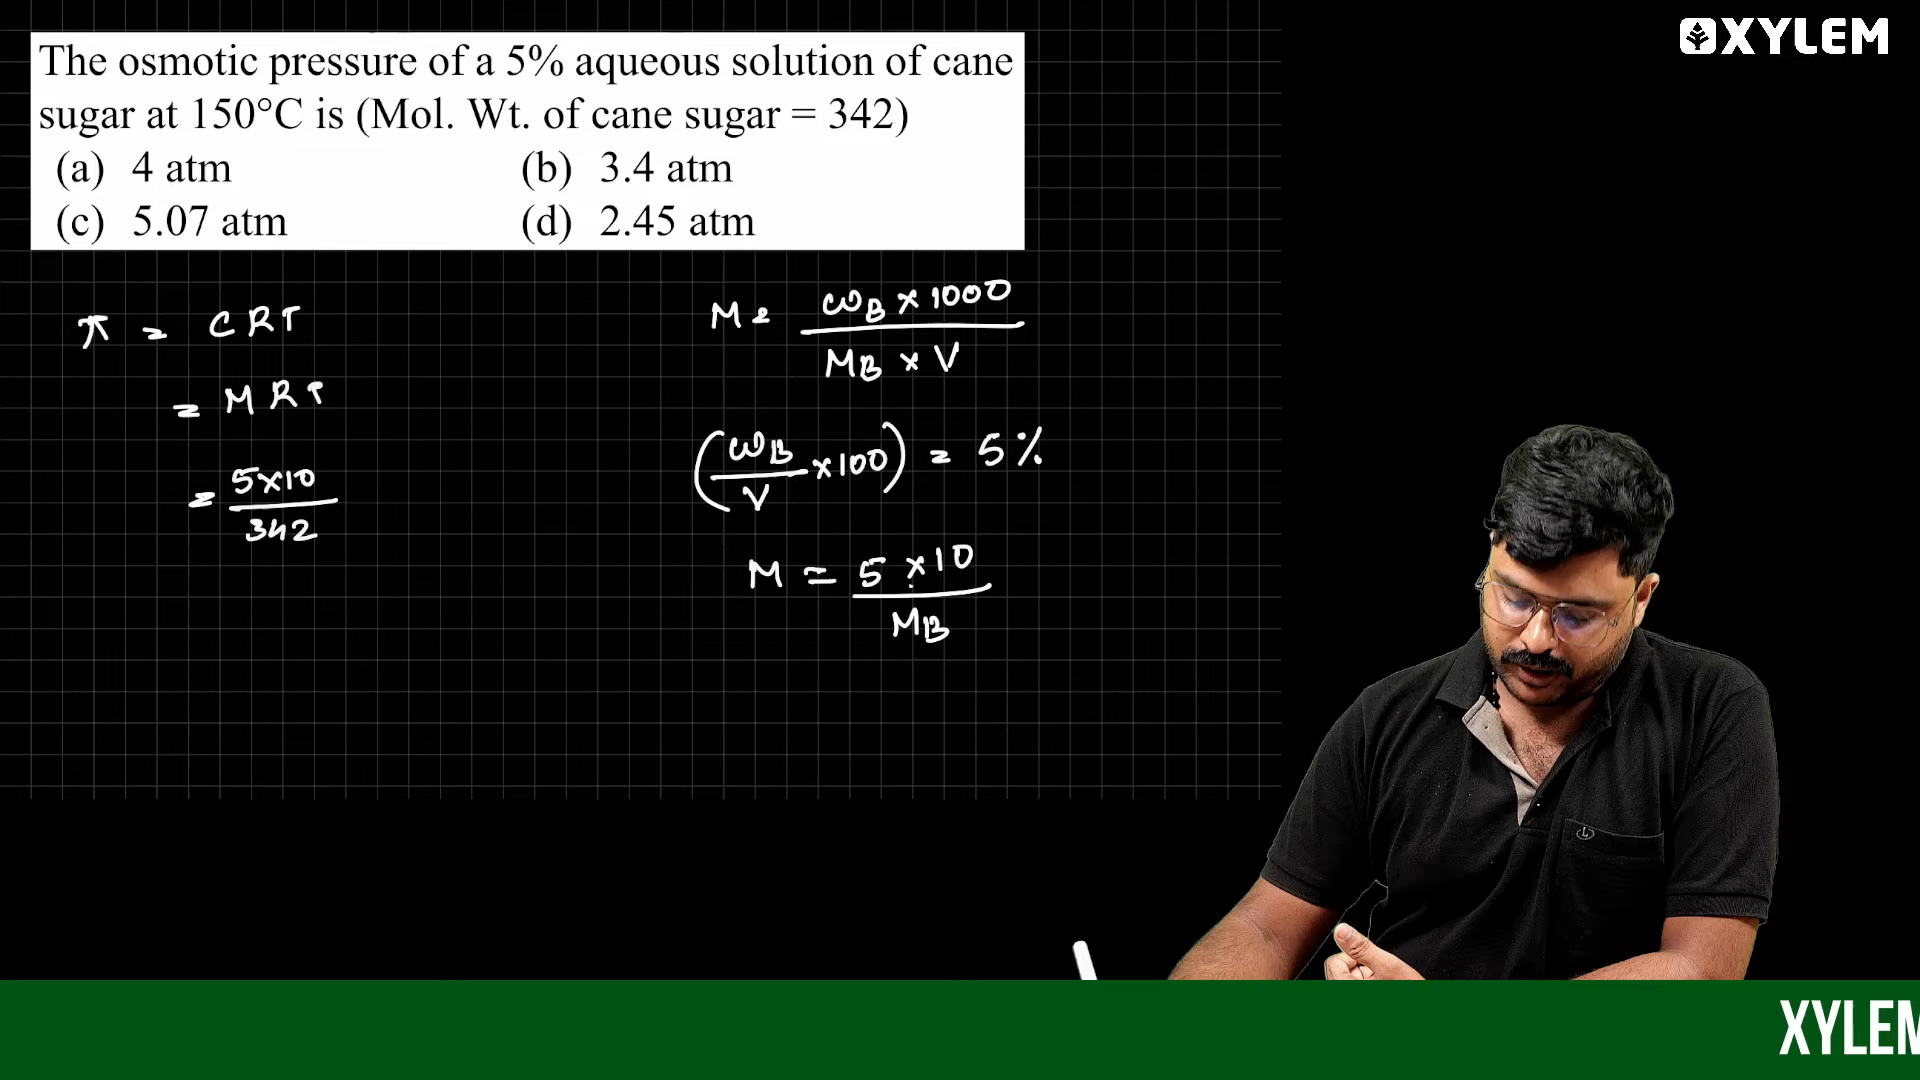 XYLEM
The osmotic pressure of a 5% aqueous solution of cane
sugar at 150°C is (Mol. Wt. of cane sugar = 342)
(a) 4 atm (b) 3.4 atm
(c) 5.07 atm (d) 2.45 atm
π = CRT
= MRT
= 5×10
342
M = ωB × 1000
MB × V
(ωB/V ×100) = 5%
M = 5 ×10
MB
XYLEM